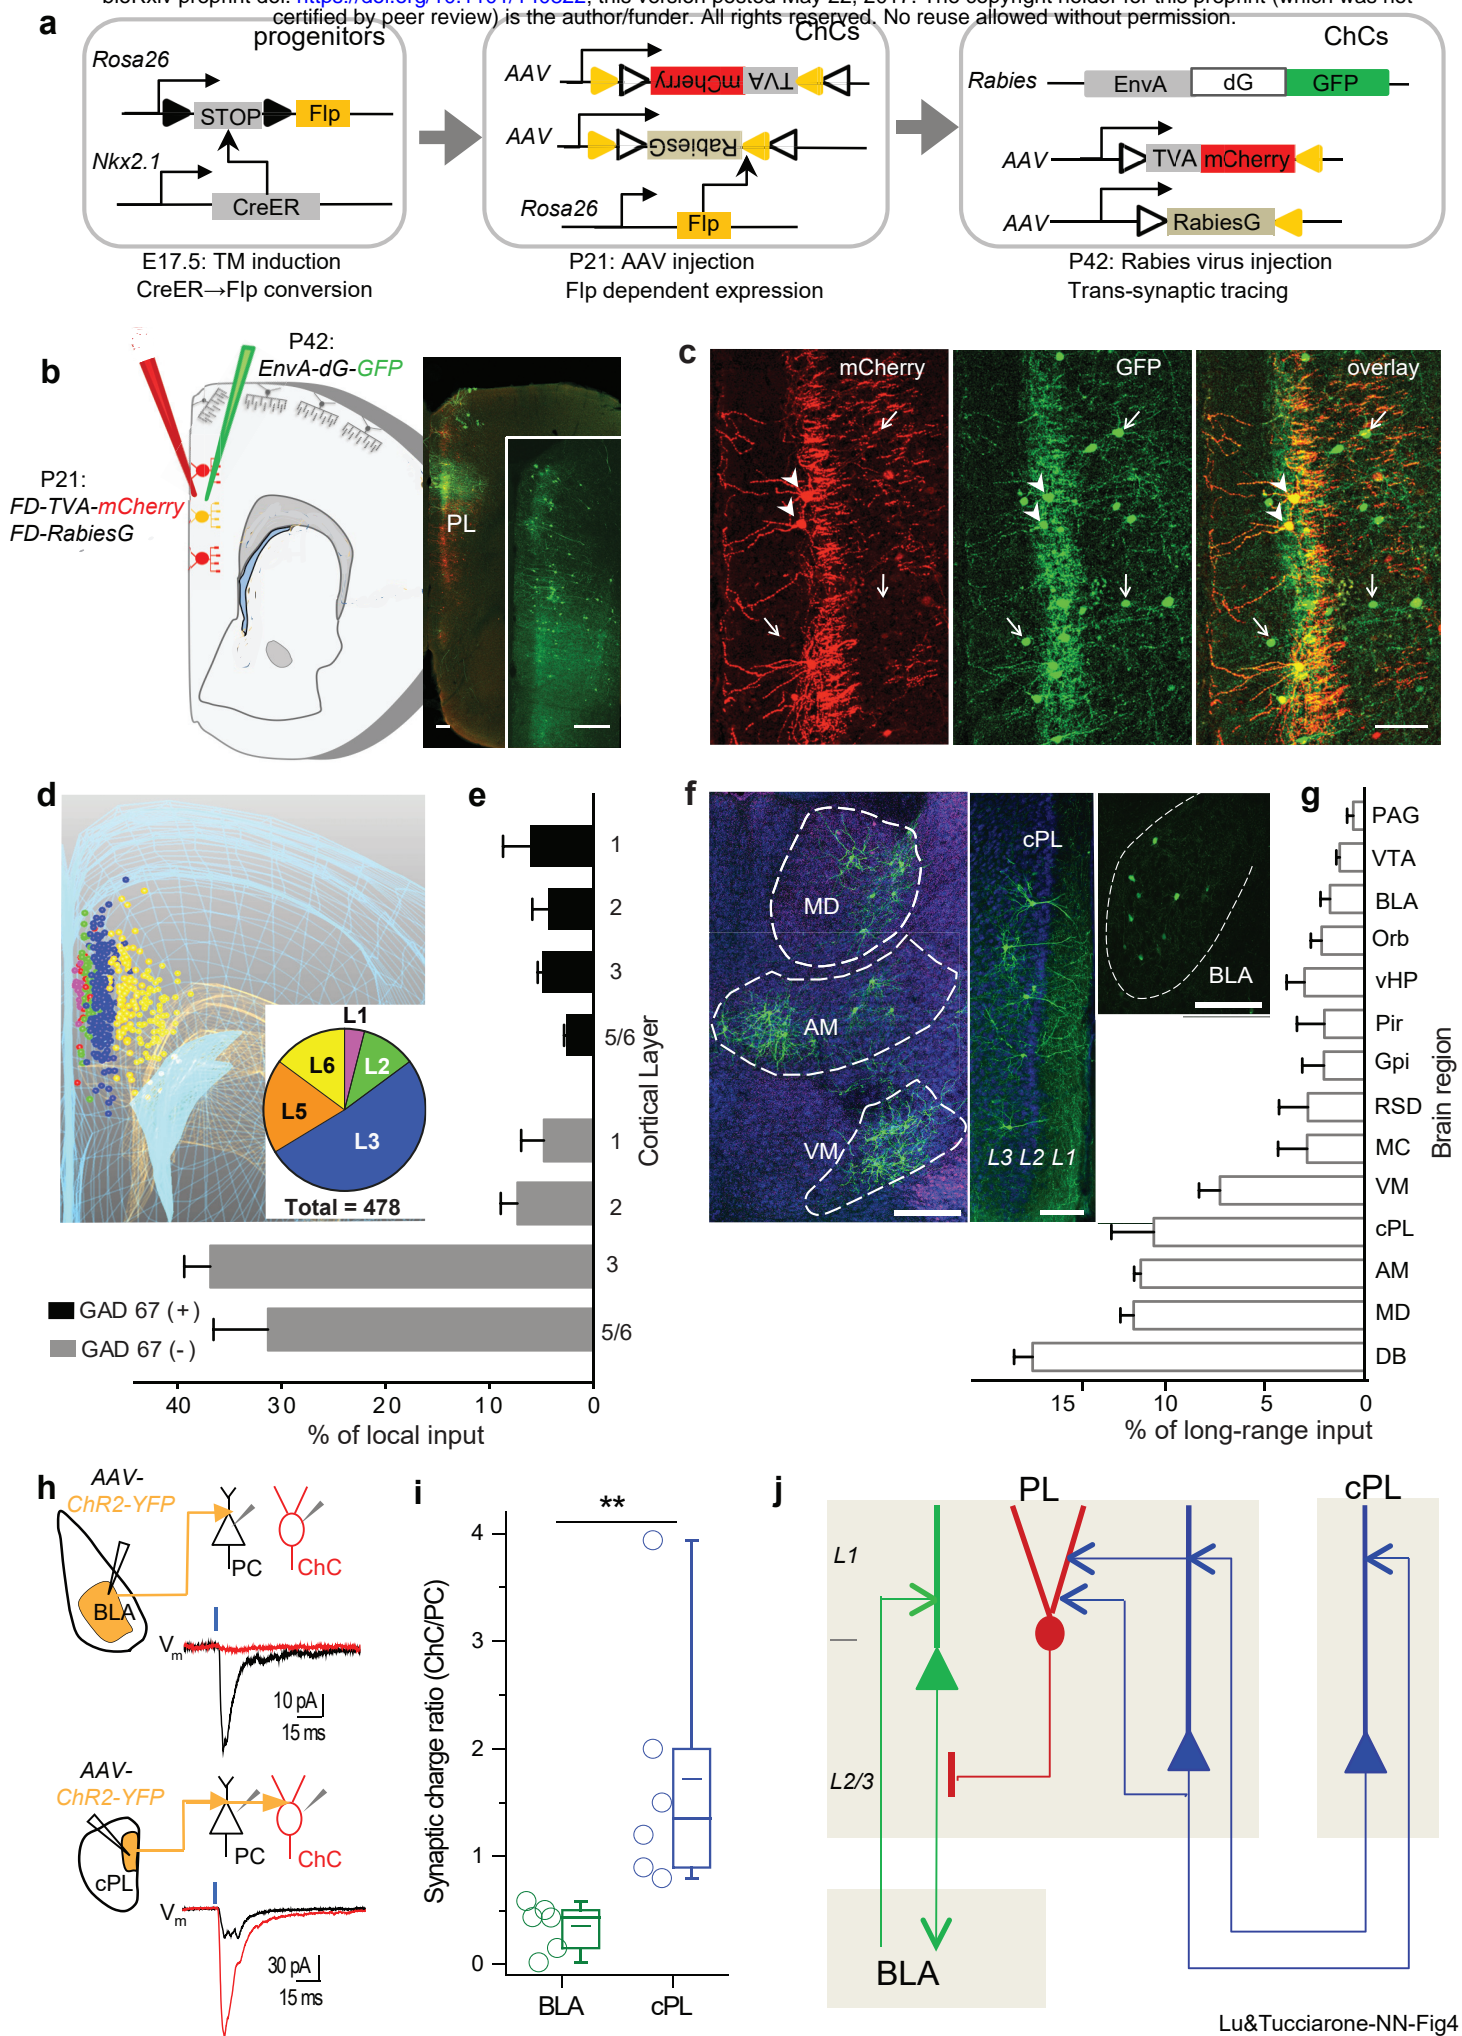 certified by peer review) is the author/funder. All rights reserved. No reuse allowed without permission.
a
progenitors
Rosa26
STOP
Flp
Nkx2.1
CreER
E17.5: TM induction
CreER→Flp conversion
ChCs
AAV
mCherry
TVA
AAV
RabiesG
Rosa26
Flp
P21: AAV injection
Flp dependent expression
ChCs
Rabies
EnvA
dG
GFP
AAV
TVA
mCherry
AAV
RabiesG
P42: Rabies virus injection
Trans-synaptic tracing
b
P42:
EnvA-dG-GFP
P21:
FD-TVA-mCherry
FD-RabiesG
PL
c
mCherry
GFP
overlay
d
L1
L6
L2
L5
L3
Total = 478
e
1
2
3
5/6
1
2
3
5/6
Cortical Layer
GAD 67 (+)
GAD 67 (-)
40
30
20
10
0
% of local input
f
MD
AM
VM
cPL
L3 L2 L1
BLA
g
PAG
VTA
BLA
Orb
vHP
Pir
Gpi
RSD
MC
VM
cPL
AM
MD
DB
Brain region
15
10
5
0
% of long-range input
h
AAV-
ChR2-YFP
BLA
PC
ChC
Vm
10 pA
15 ms
AAV-
ChR2-YFP
cPL
PC
ChC
Vm
30 pA
15 ms
i
**
4
3
2
1
0
Synaptic charge ratio (ChC/PC)
BLA
cPL
j
PL
cPL
L1
L2/3
BLA
Lu&Tucciarone-NN-Fig4